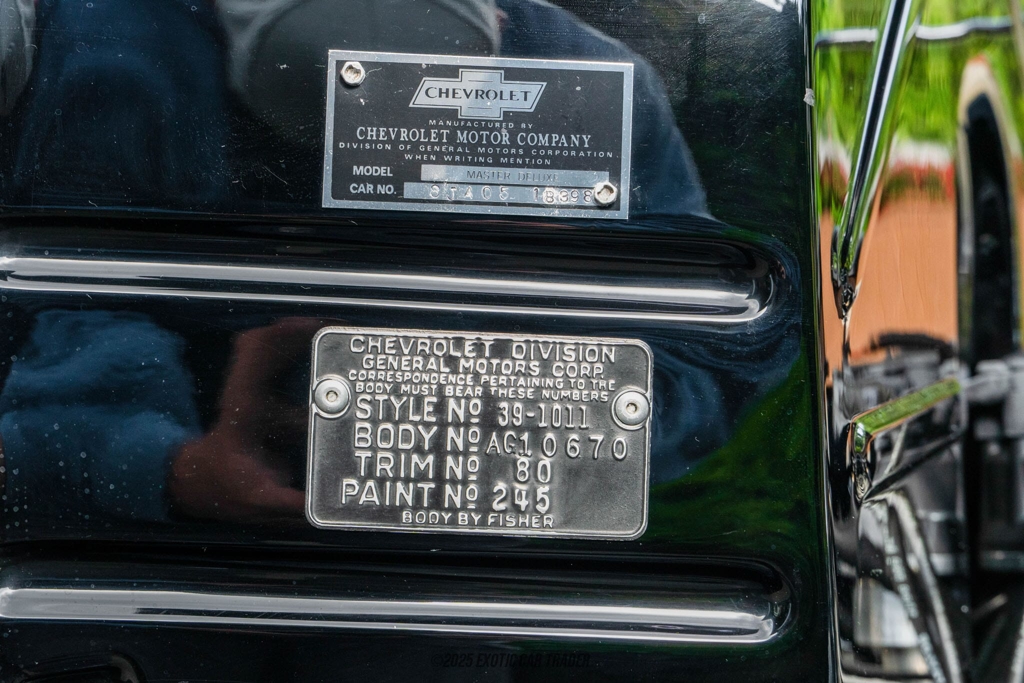 CHEVROLET
MANUFACTURED BY
CHEVROLET MOTOR COMPANY
DIVISION OF GENERAL MOTORS CORPORATION.
WHEN WRITING MENTION
MODEL MASTER DELUXE
CAR NO.
CHEVROLET DIVISION
GENERAL MOTORS CORP.
CORRESPONDENCE PERTAINING TO THE
BODY MUST BEAR THESE NUMBERS
STYLE Nº 39-1011
BODY Nº AG10670
TRIM Nº 80
PAINT Nº 245
BODY BY FISHER
©2025 EXOTIC CAR TRADER